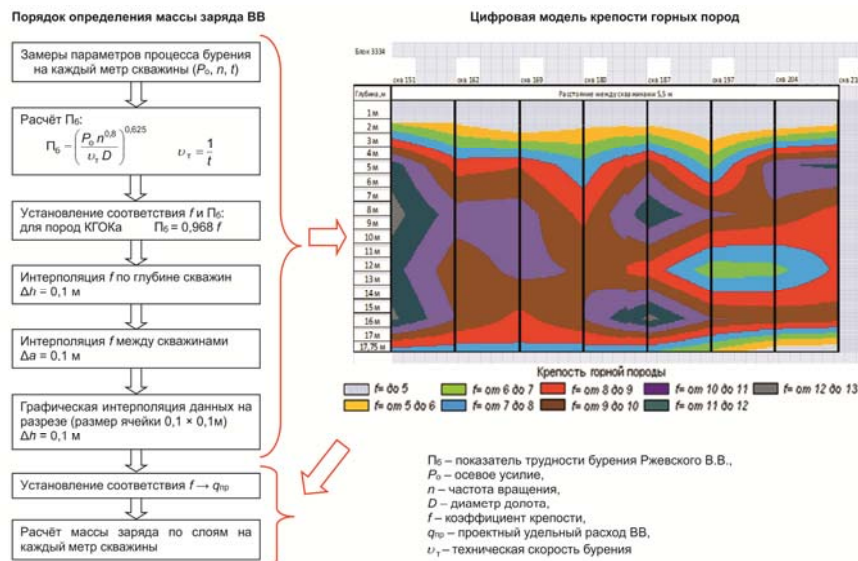 Порядок определения массы заряда ВВ
Замеры параметров процесса бурения
на каждый метр скважины (Pо, n, t)
Расчёт Пб:
Пб = (Pо n^0,8 / υт D)^0,625     υт = 1/t
Установление соответствия f и Пб:
для пород КГОКа     Пб = 0,968 f
Интерполяция f по глубине скважин
Δh = 0,1 м
Интерполяция f между скважинами
Δa = 0,1 м
Графическая интерполяция данных на
разрезе (размер ячейки 0,1 × 0,1м)
Δh = 0,1 м
Установление соответствия f → qпр
Расчёт массы заряда по слоям на
каждый метр скважины
Цифровая модель крепости горных пород
Блок 3334
скв 151 скв 162 скв 169 скв 180 скв 187 скв 197 скв 204 скв 21
Глубина, м Расстояние между скважинами 5,5 м
1 м
2 м
3 м
4 м
5 м
6 м
7 м
8 м
9 м
10 м
11 м
12 м
13 м
14 м
15 м
16 м
17 м
17,75 м
Крепость горной породы
f= до 5 f= от 6 до 7 f= от 8 до 9 f= от 10 до 11 f= от 12 до 13
f= от 5 до 6 f= от 7 до 8 f= от 9 до 10 f= от 11 до 12
Пб – показатель трудности бурения Ржевского В.В.,
Pо – осевое усилие,
n – частота вращения,
D – диаметр долота,
f – коэффициент крепости,
qпр – проектный удельный расход ВВ,
υт – техническая скорость бурения